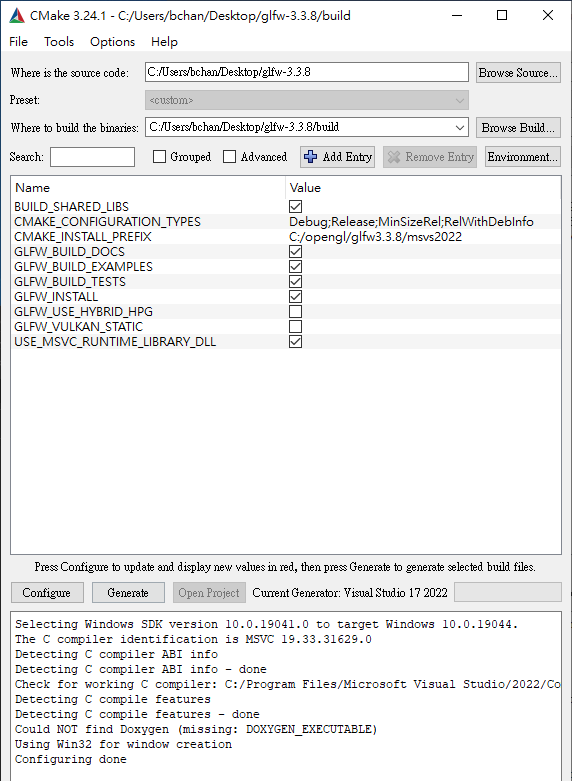 CMake 3.24.1 - C:/Users/bchan/Desktop/glfw-3.3.8/build
File Tools Options Help
Where is the source code: C:/Users/bchan/Desktop/glfw-3.3.8 Browse Source...
Preset: <custom>
Where to build the binaries: C:/Users/bchan/Desktop/glfw-3.3.8/build Browse Build...
Search: Grouped Advanced Add Entry Remove Entry Environment...
Name Value
BUILD_SHARED_LIBS
CMAKE_CONFIGURATION_TYPES Debug;Release;MinSizeRel;RelWithDebInfo
CMAKE_INSTALL_PREFIX C:/opengl/glfw3.3.8/msvs2022
GLFW_BUILD_DOCS
GLFW_BUILD_EXAMPLES
GLFW_BUILD_TESTS
GLFW_INSTALL
GLFW_USE_HYBRID_HPG
GLFW_VULKAN_STATIC
USE_MSVC_RUNTIME_LIBRARY_DLL
Press Configure to update and display new values in red, then press Generate to generate selected build files.
Configure Generate Open Project Current Generator: Visual Studio 17 2022
Selecting Windows SDK version 10.0.19041.0 to target Windows 10.0.19044.
The C compiler identification is MSVC 19.33.31629.0
Detecting C compiler ABI info
Detecting C compiler ABI info - done
Check for working C compiler: C:/Program Files/Microsoft Visual Studio/2022/Co
Detecting C compile features
Detecting C compile features - done
Could NOT find Doxygen (missing: DOXYGEN_EXECUTABLE)
Using Win32 for window creation
Configuring done